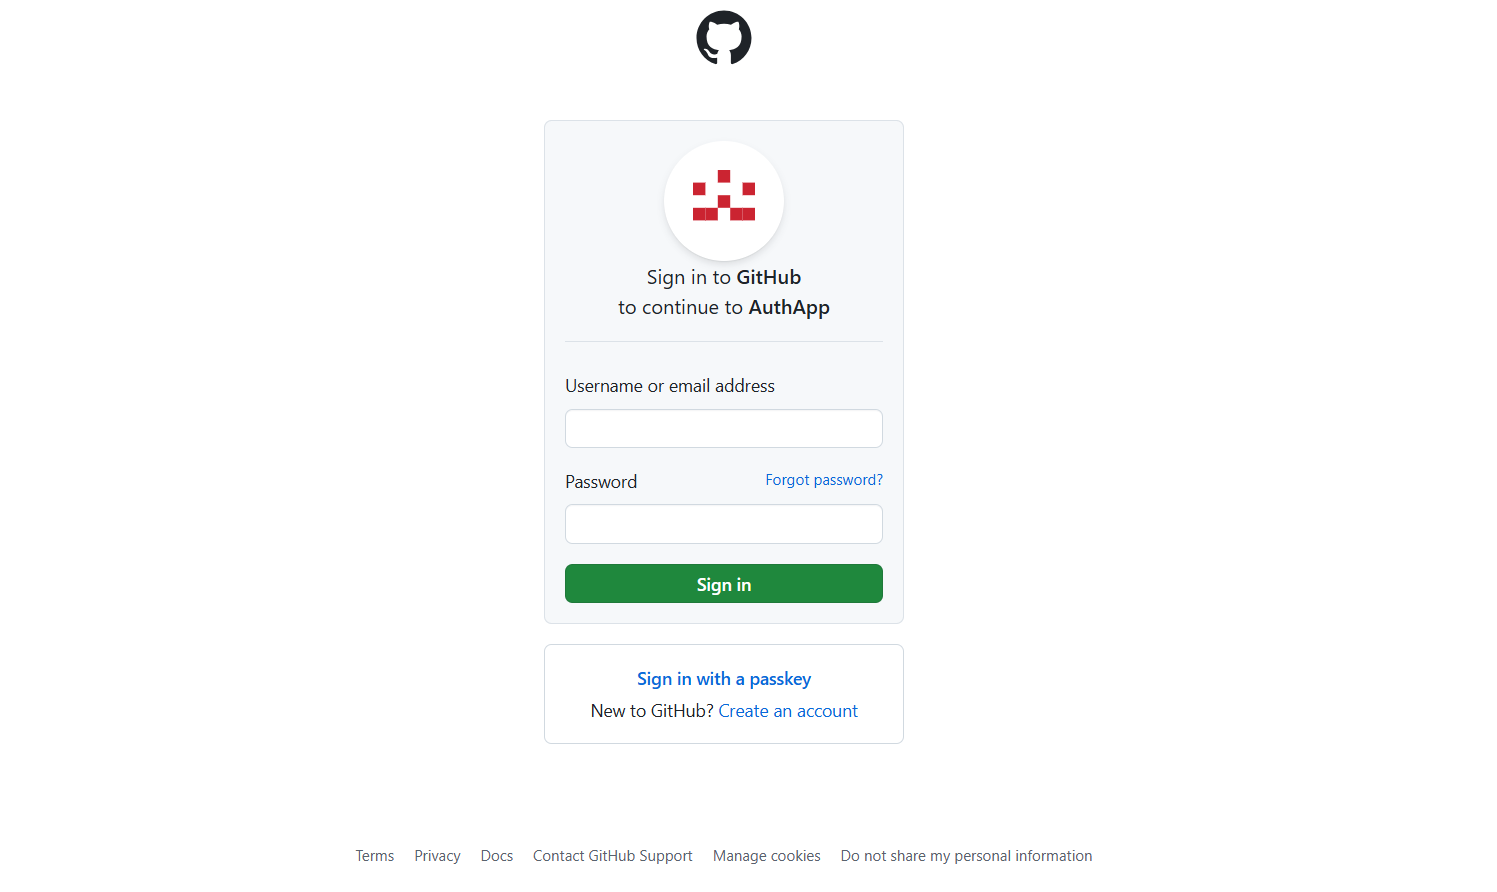 Sign in to GitHub
to continue to AuthApp
Username or email address
Password
Forgot password?
Sign in
Sign in with a passkey
New to GitHub? Create an account
Terms Privacy Docs Contact GitHub Support Manage cookies Do not share my personal information